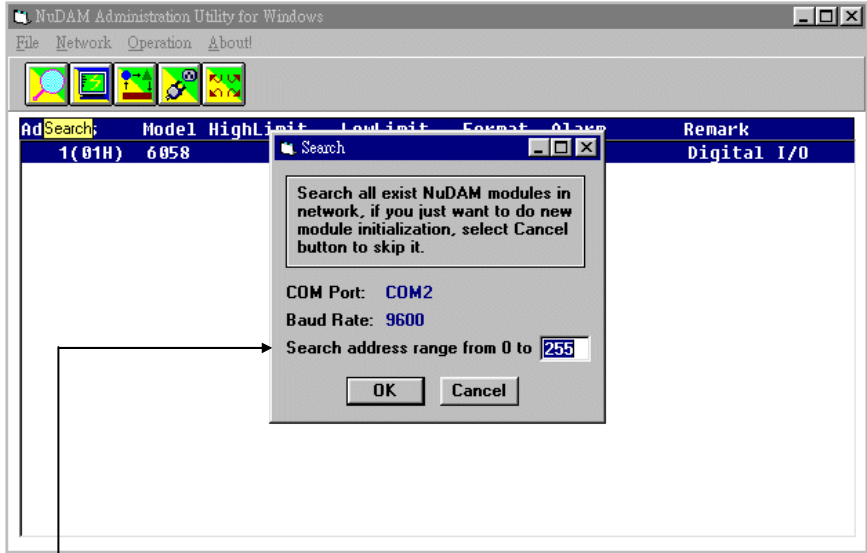 NuDAM Administration Utility for Windows
File Network Operation About!
Ad Search; Model HighLimit LowLimit Format Alarm Remark
1(01H) 6058 Digital I/O
Search
Search all exist NuDAM modules in
network, if you just want to do new
module initialization, select Cancel
button to skip it.
COM Port: COM2
Baud Rate: 9600
Search address range from 0 to 255
OK Cancel